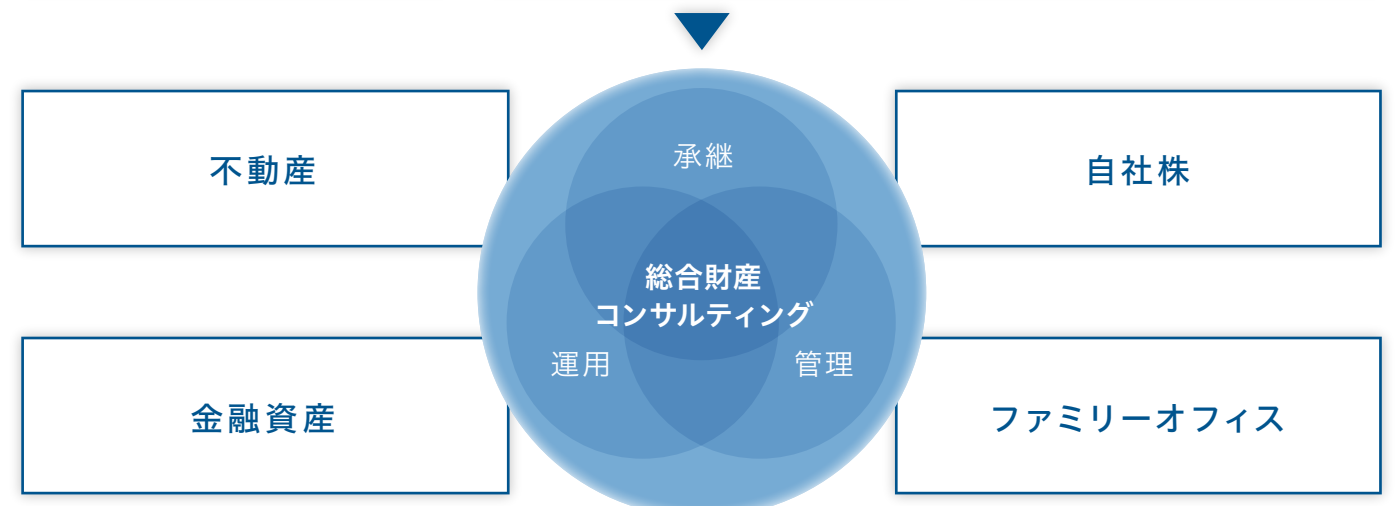 不動産
承継
自社株
総合財産
コンサルティング
運用
管理
金融資産
ファミリーオフィス